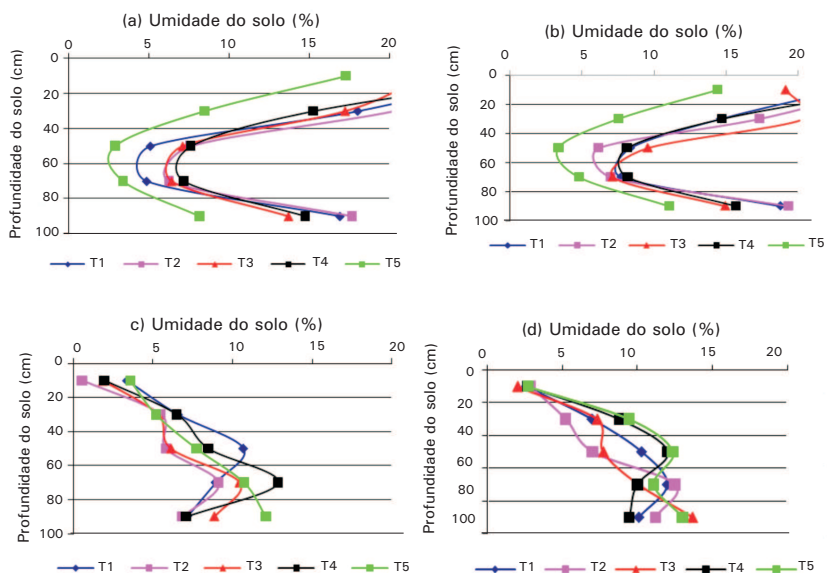 (a) Umidade do solo (%)
0 5 10 15 20
Profundidade do solo (cm)
0
20
40
60
80
100
T1 T2 T3 T4 T5
(b) Umidade do solo (%)
0 5 10 15 20
Profundidade do solo (cm)
0
20
40
60
80
100
T1 T2 T3 T4 T5
c) Umidade do solo (%)
0 5 10 15 20
Profundidade do solo (cm)
0
20
40
60
80
100
T1 T2 T3 T4 T5
(d) Umidade do solo (%)
0 5 10 15 20
Profundidade do solo (cm)
0
20
40
60
80
100
T1 T2 T3 T4 T5